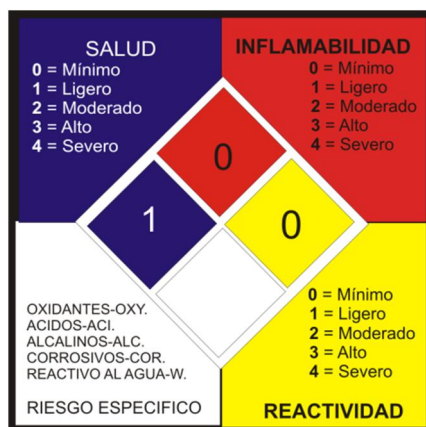 SALUD
0 = Mínimo
1 = Ligero
2 = Moderado
3 = Alto
4 = Severo
INFLAMABILIDAD
0 = Mínimo
1 = Ligero
2 = Moderado
3 = Alto
4 = Severo
0
1
0
OXIDANTES-OXY.
ACIDOS-ACI.
ALCALINOS-ALC.
CORROSIVOS-COR.
REACTIVO AL AGUA-W.
RIESGO ESPECIFICO
0 = Mínimo
1 = Ligero
2 = Moderado
3 = Alto
4 = Severo
REACTIVIDAD